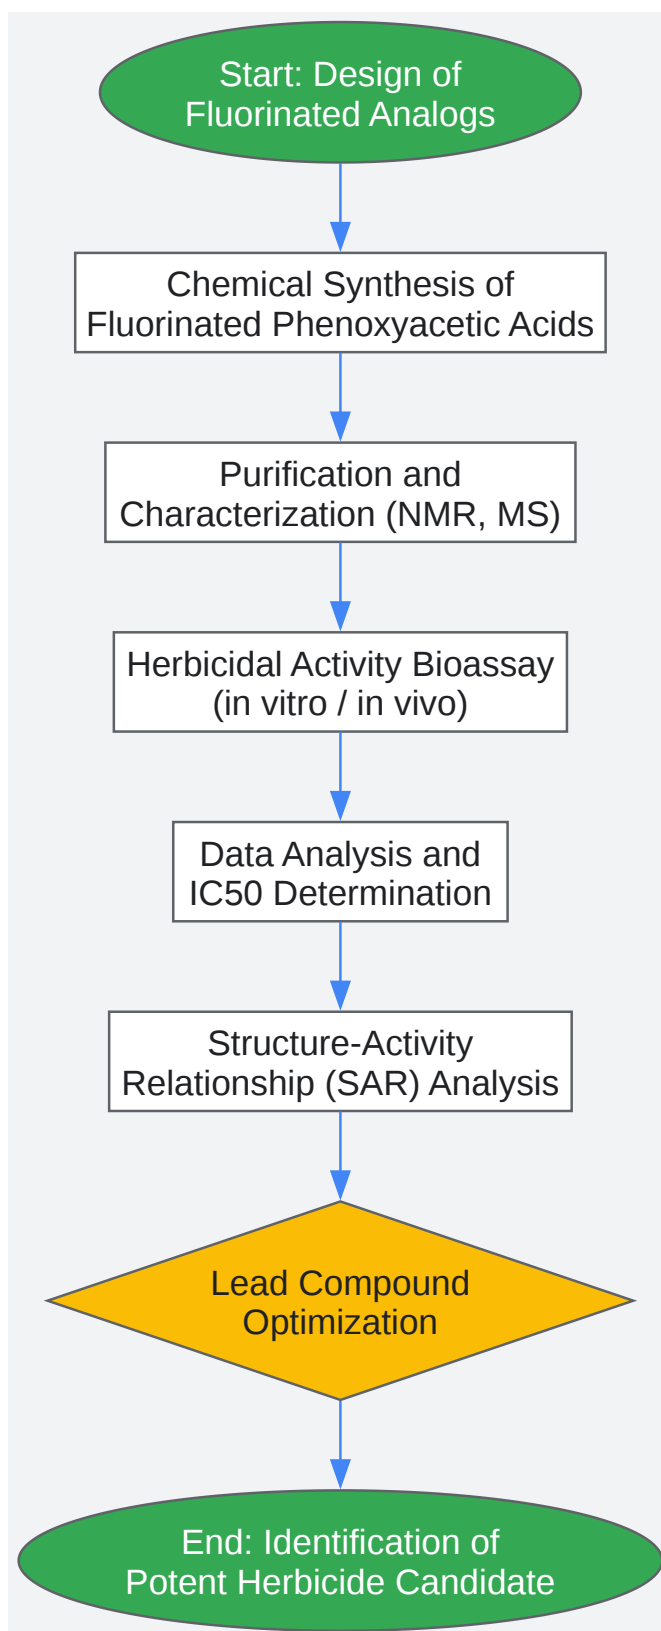 Start: Design of
Fluorinated Analogs
Chemical Synthesis of
Fluorinated Phenoxyacetic Acids
Purification and
Characterization (NMR, MS)
Herbicidal Activity Bioassay
(in vitro / in vivo)
Data Analysis and
IC50 Determination
Structure-Activity
Relationship (SAR) Analysis
Lead Compound
Optimization
End: Identification of
Potent Herbicide Candidate